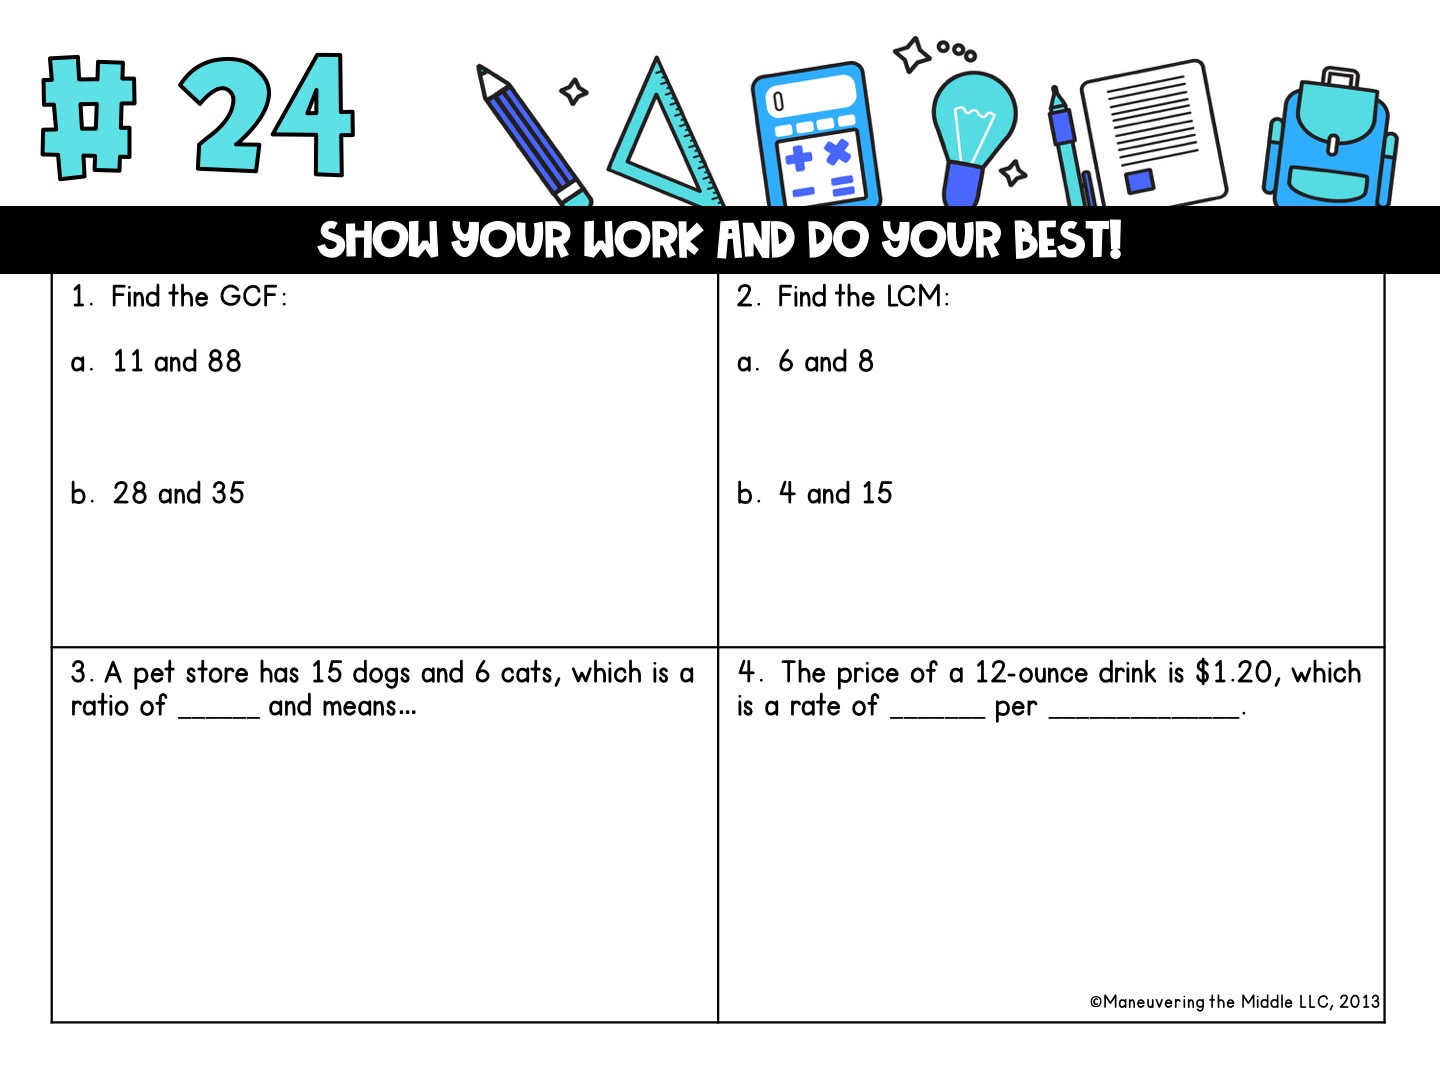 # 24
SHOW YOUR WORK AND DO YOUR BEST!
1. Find the GCF:
a. 11 and 88
b. 28 and 35
2. Find the LCM:
a. 6 and 8
b. 4 and 15
3. A pet store has 15 dogs and 6 cats, which is a
ratio of ______ and means...
4. The price of a 12-ounce drink is $1.20, which
is a rate of _______ per ______________.
©Maneuvering the Middle LLC, 2013